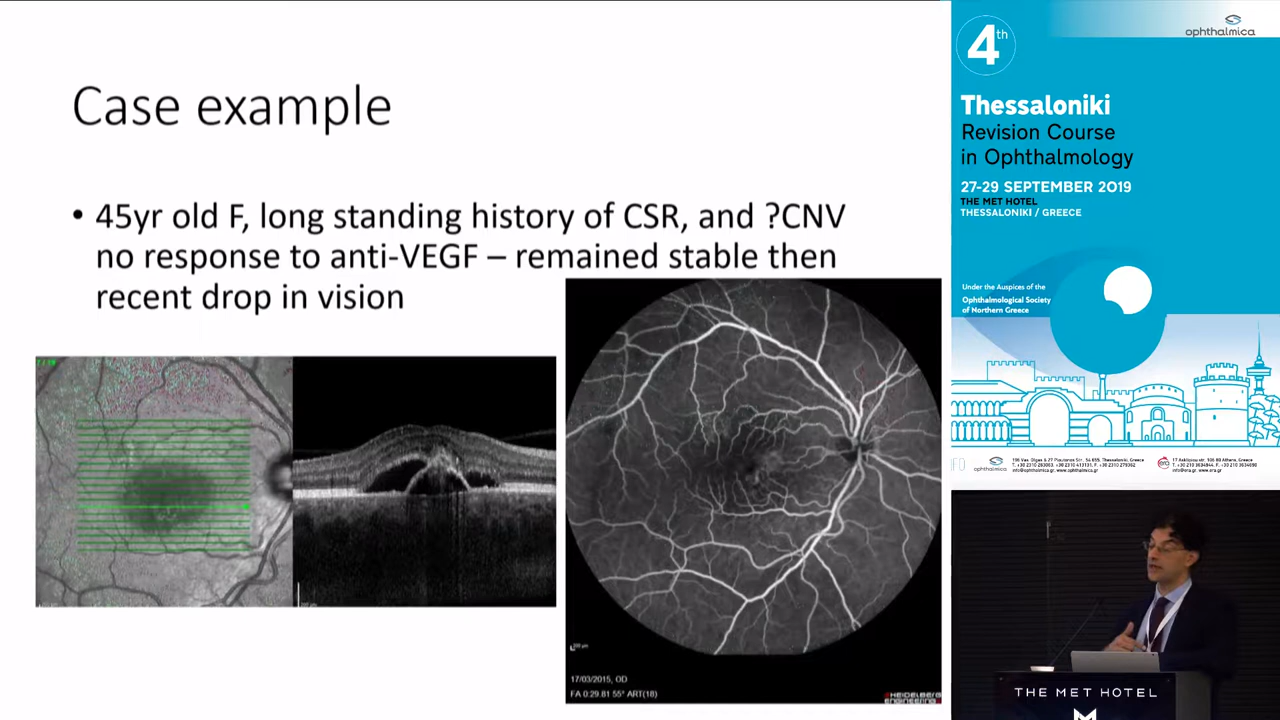 Case example
• 45yr old F, long standing history of CSR, and ?CNV
no response to anti-VEGF – remained stable then
recent drop in vision
17/03/2015, OD
FA 0:29.81 55° ART(18)
HEIDELBERG
ENGINEERING
ophthalmica
4th
Thessaloniki
Revision Course
in Ophthalmology
27-29 SEPTEMBER 2019
THE MET HOTEL
THESSALONIKI / GREECE
Under the Auspices of the
Ophthalmological Society
of Northern Greece
ophthalmica
THE MET HOTEL